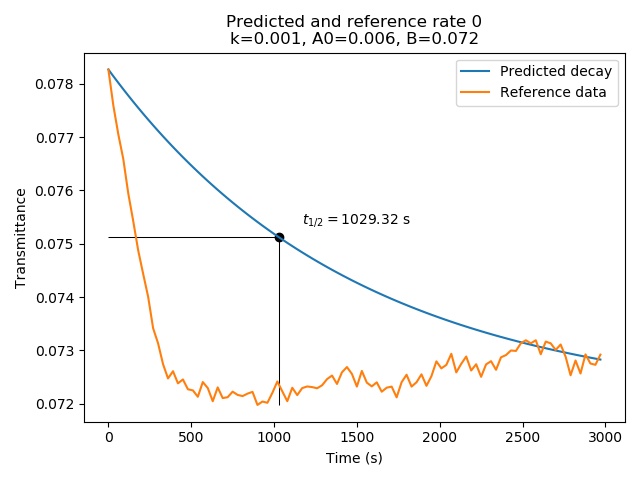 Predicted and reference rate 0
k=0.001, A0=0.006, B=0.072
Predicted decay
Reference data
0.078
0.077
0.076
0.075
0.074
0.073
0.072
Transmittance
t1/2 = 1029.32 s
0 500 1000 1500 2000 2500 3000
Time (s)